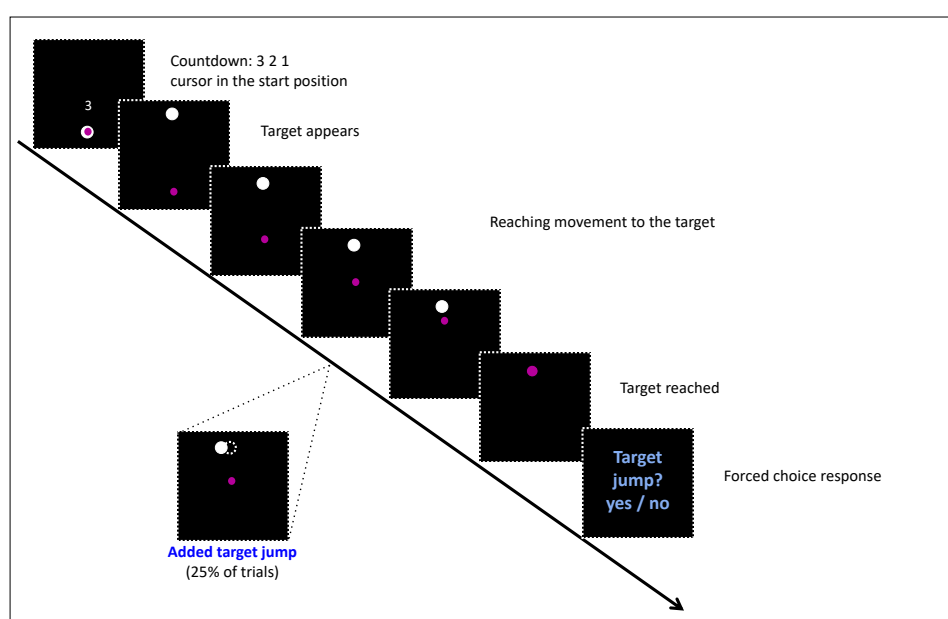 Countdown: 3 2 1
cursor in the start position
3
Target appears
Reaching movement to the target
Target reached
Target
jump?
yes / no
Forced choice response
Added target jump
(25% of trials)